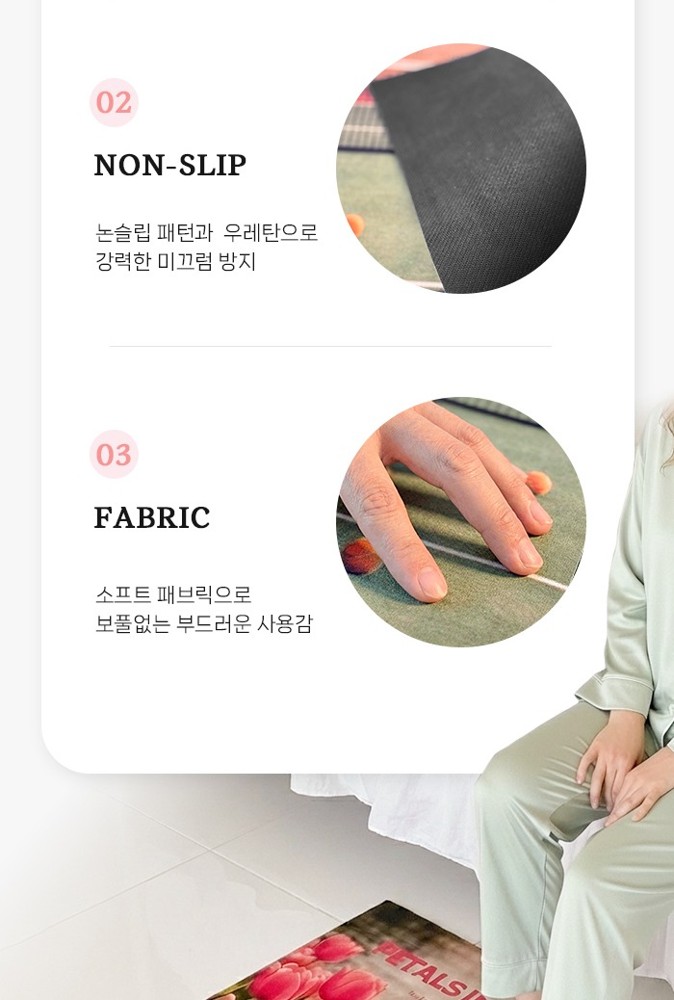 02
NON-SLIP
논슬립 패턴과 우레탄으로
강력한 미끄럼 방지
03
FABRIC
소프트 패브릭으로
보풀없는 부드러운 사용감
PETALS